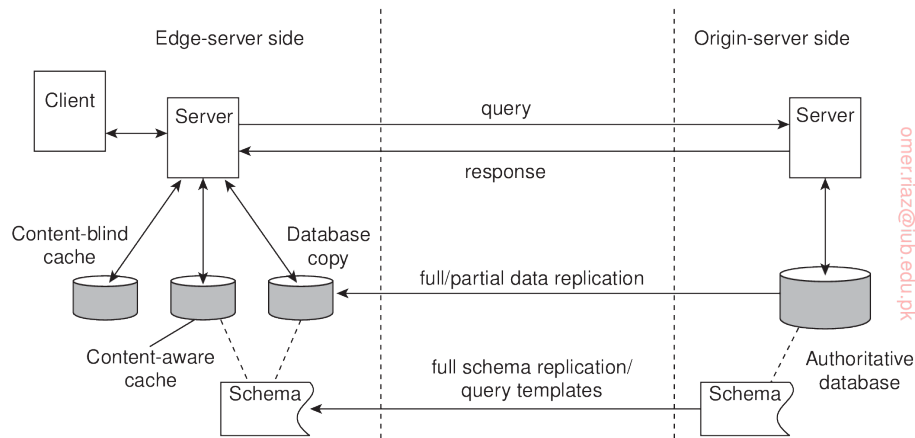 Edge-server side
Origin-server side
Client
Server
query
Server
response
Content-blind
cache
Database
copy
full/partial data replication
Content-aware
cache
Authoritative
database
full schema replication/
query templates
Schema
Schema
omer.riaz@iub.edu.pk